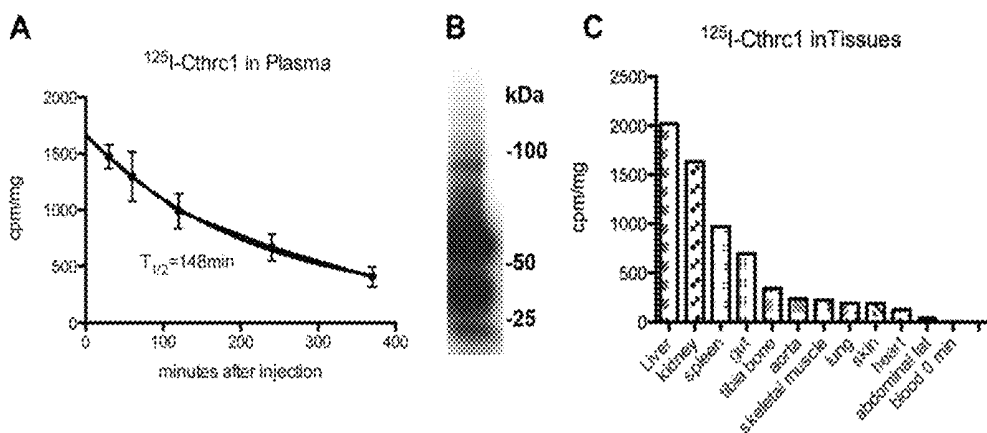 A
¹²⁵I-Cthrc1 in Plasma
2000
1500
1000
500
0
cpm/mg
T1/2=148min
0 100 200 300 400
minutes after injection
B
kDa
-100
-50
-25
C
¹²⁵I-Cthrc1 inTissues
2500
2000
1500
1000
500
0
cpm/mg
Liver
kidney
spleen
girt
tibia bone
aorta
skeletal muscle
lung
skin
heart
abdominal fat
blood 0 min